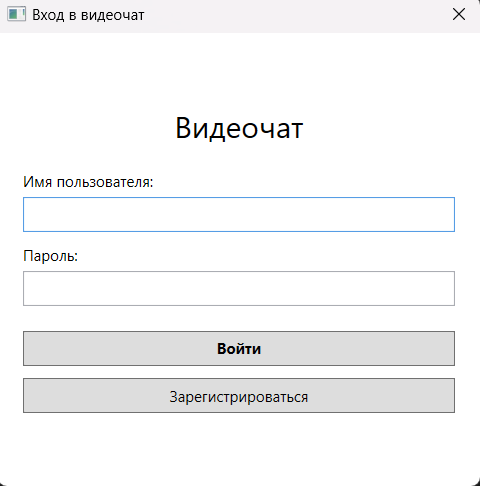 Вход в видеочат
Видеочат
Имя пользователя:
Пароль:
Войти
Зарегистрироваться